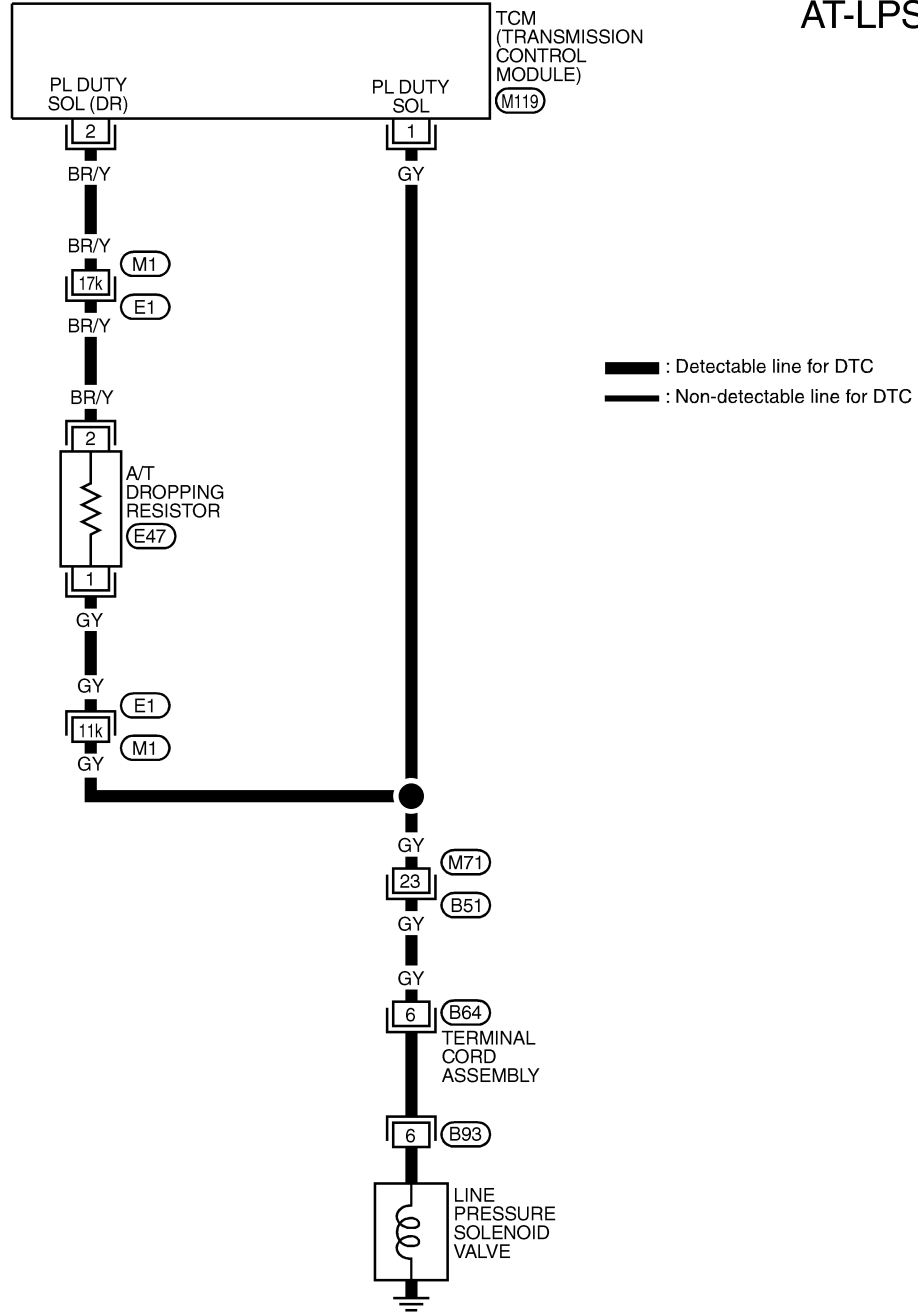 AT-LPS
TCM
(TRANSMISSION
CONTROL
MODULE)
M119
PL DUTY
SOL (DR)
PL DUTY
SOL
2
1
BR/Y
GY
BR/Y
M1
17k
E1
BR/Y
: Detectable line for DTC
: Non-detectable line for DTC
BR/Y
2
A/T
DROPPING
RESISTOR
E47
1
GY
GY
E1
11k
M1
GY
GY
M71
23
B51
GY
GY
6
B64
TERMINAL
CORD
ASSEMBLY
6
B93
LINE
PRESSURE
SOLENOID
VALVE